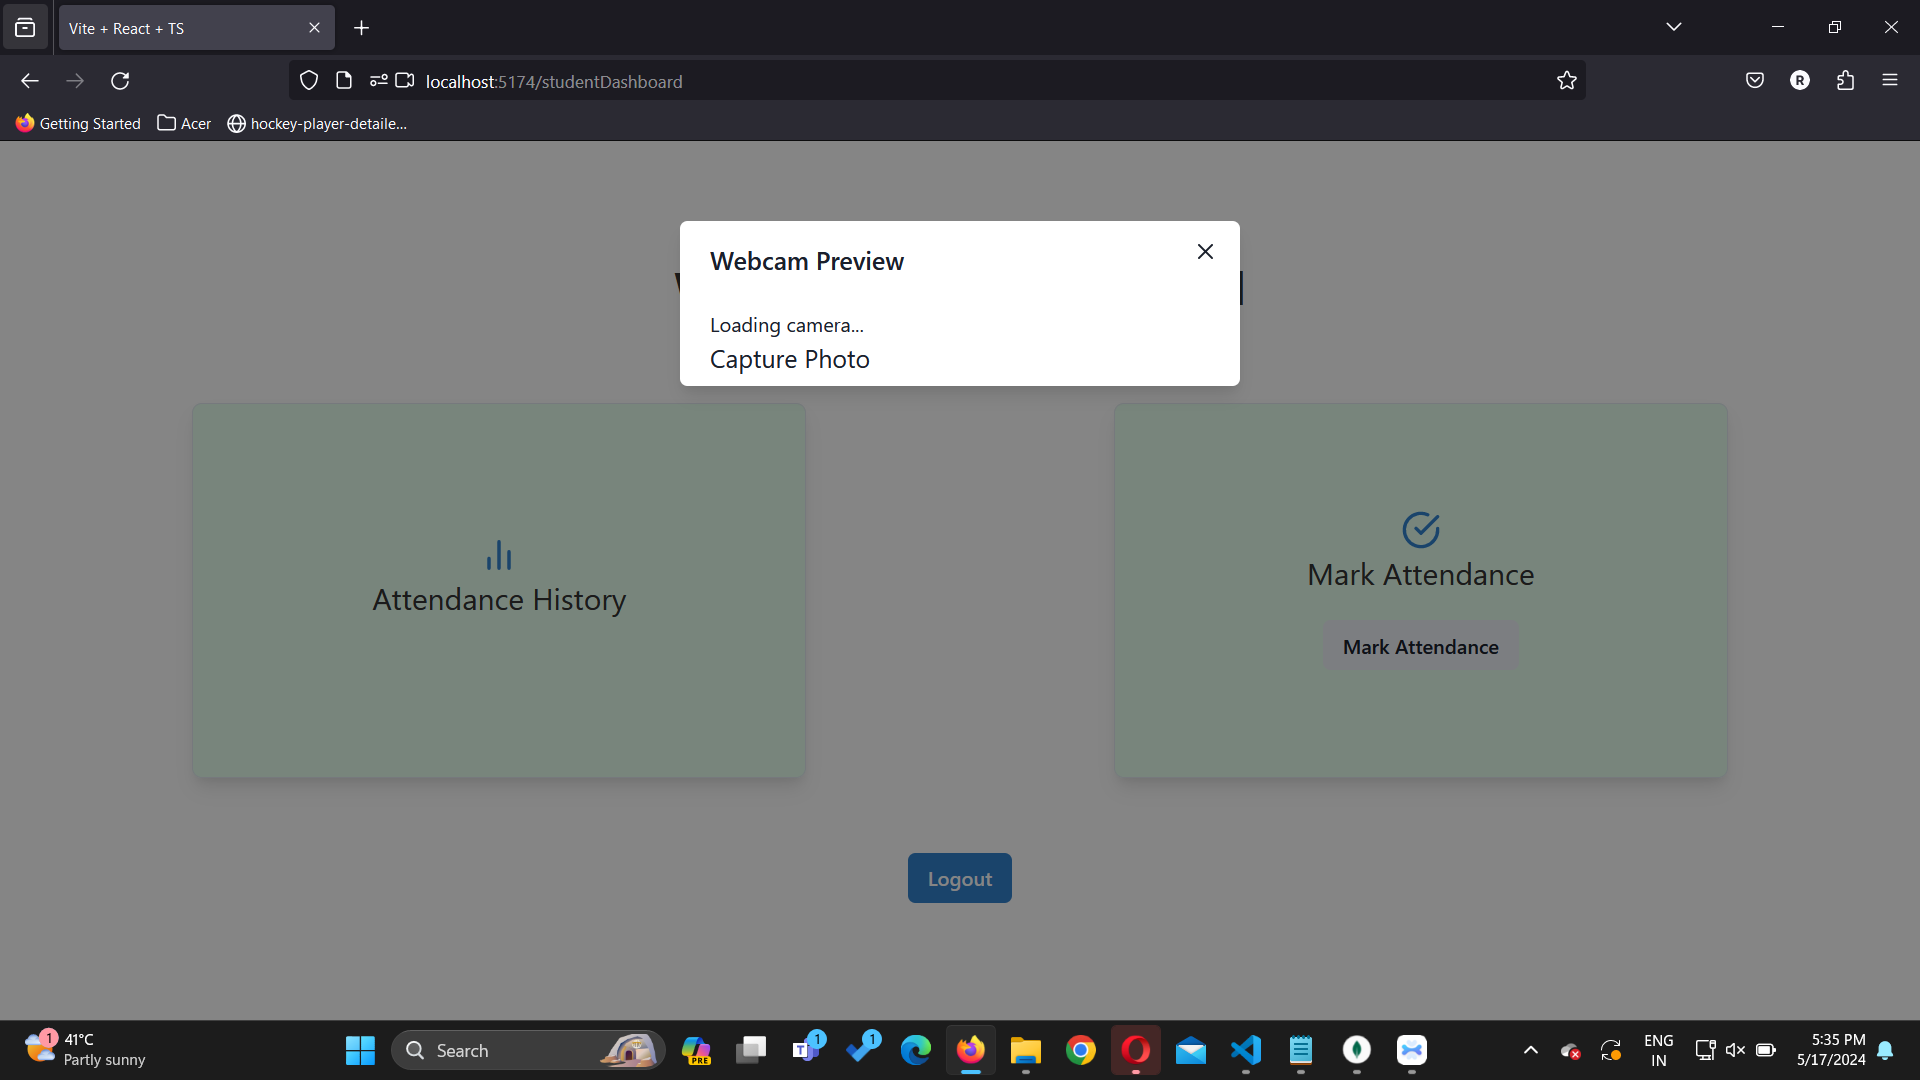 Vite + React + TS
localhost:5174/studentDashboard
R
Getting Started
Acer
hockey-player-detaile...
Webcam Preview
Loading camera...
Capture Photo
Attendance History
Mark Attendance
Mark Attendance
Logout
1
41°C
Partly sunny
Search
PRE
1
1
ENG
IN
5:35 PM
5/17/2024